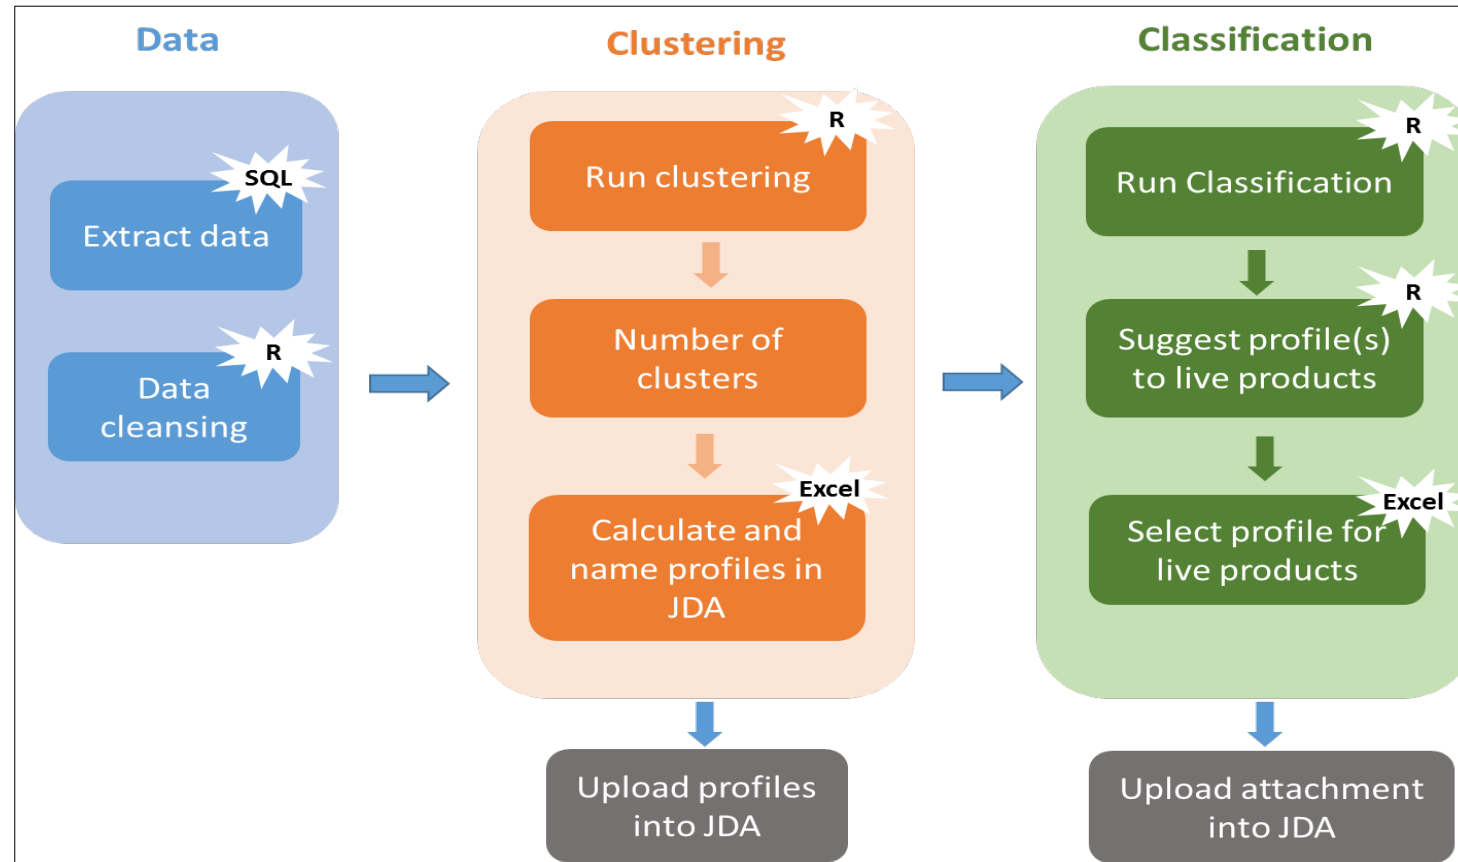 Data
SQL
Extract data
R
Data
cleansing
Clustering
R
Run clustering
Number of
clusters
Excel
Calculate and
name profiles in
JDA
Upload profiles
into JDA
Classification
R
Run Classification
R
Suggest profile(s)
to live products
Excel
Select profile for
live products
Upload attachment
into JDA